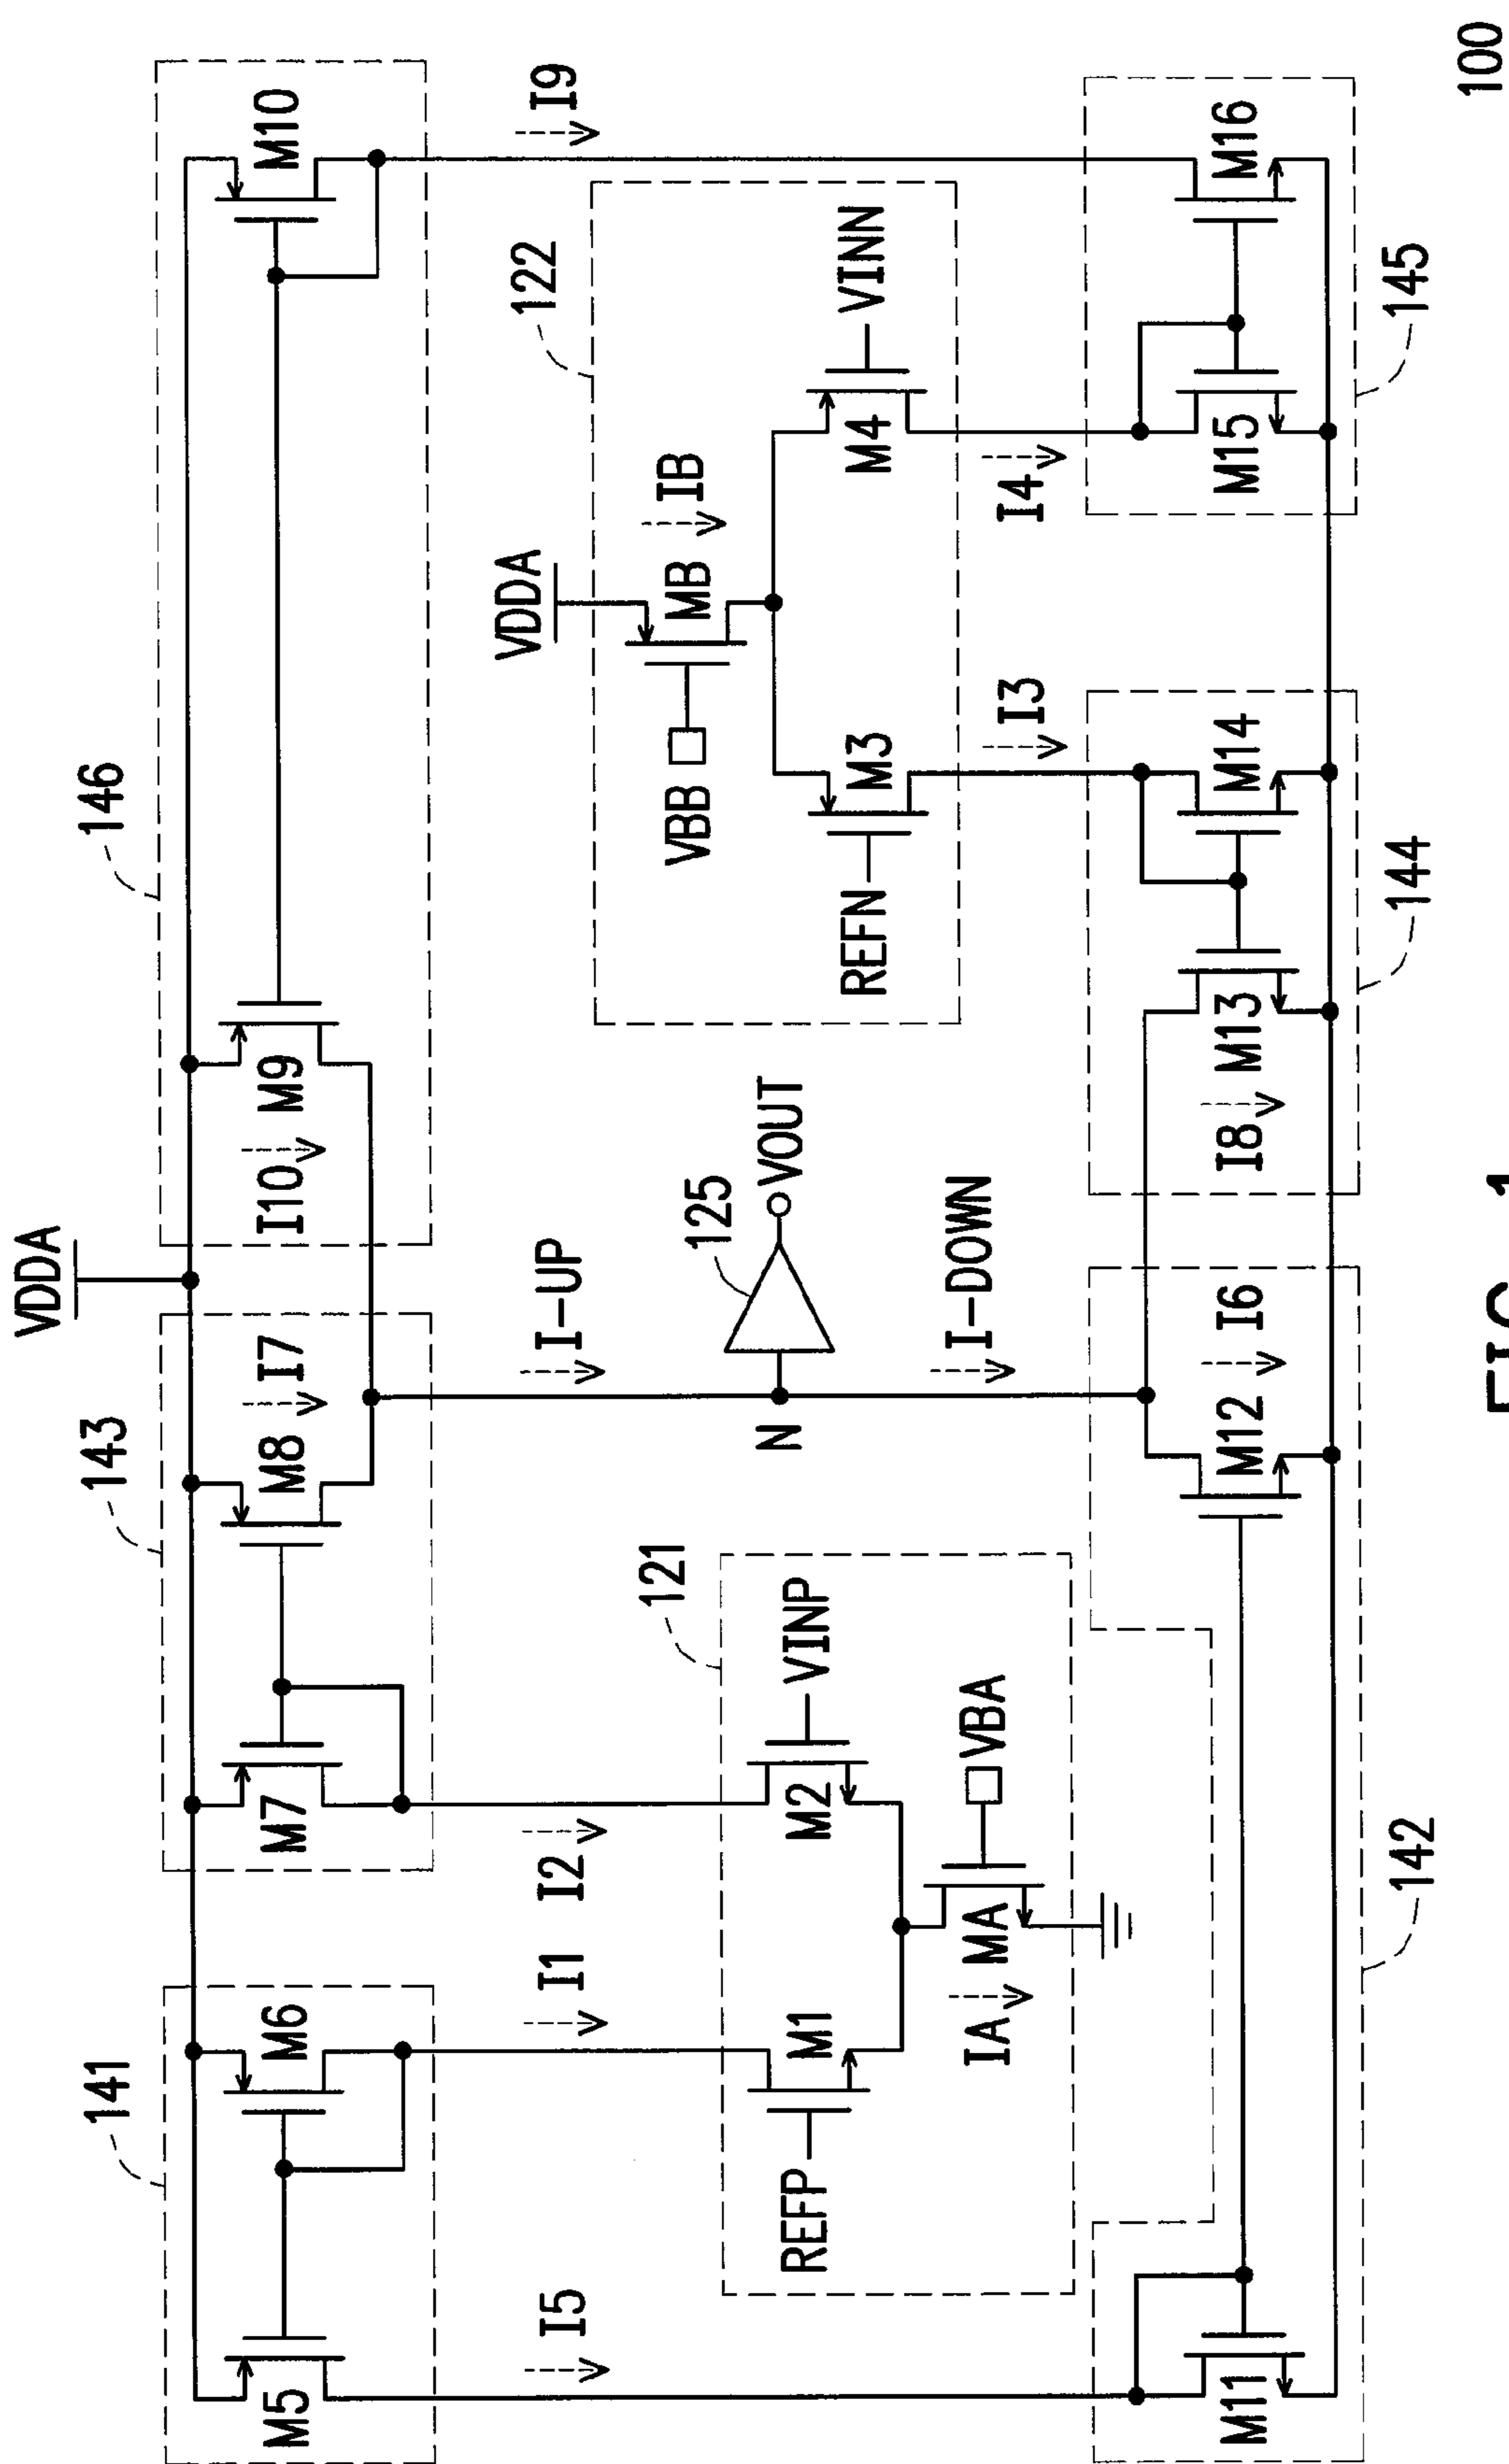 VDDA
141
143
146
M5
M6
M7
M8
I7
I10
M9
M10
I5
I1
I2
I-UP
I9
VDDA
122
VBB
MB
IB
REFN
M3
M4
VINN
I3
I4
121
REFP
M1
M2
VINP
IA
MA
VBA
N
125
VOUT
I-DOWN
M11
M12
I6
I8
M13
M14
M15
M16
142
144
145
FIG. 1
100